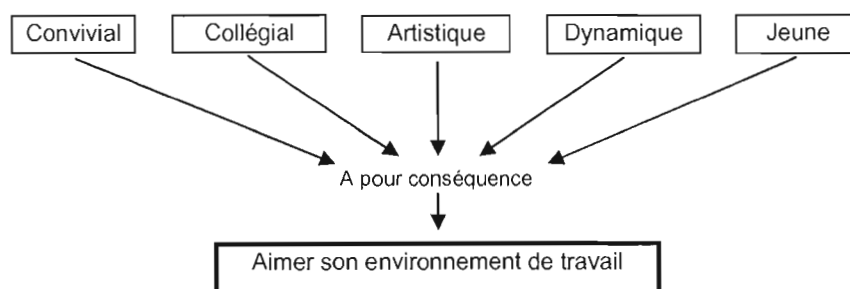 Convivial
Collégial
Artistique
Dynamique
Jeune
A pour conséquence
Aimer son environnement de travail